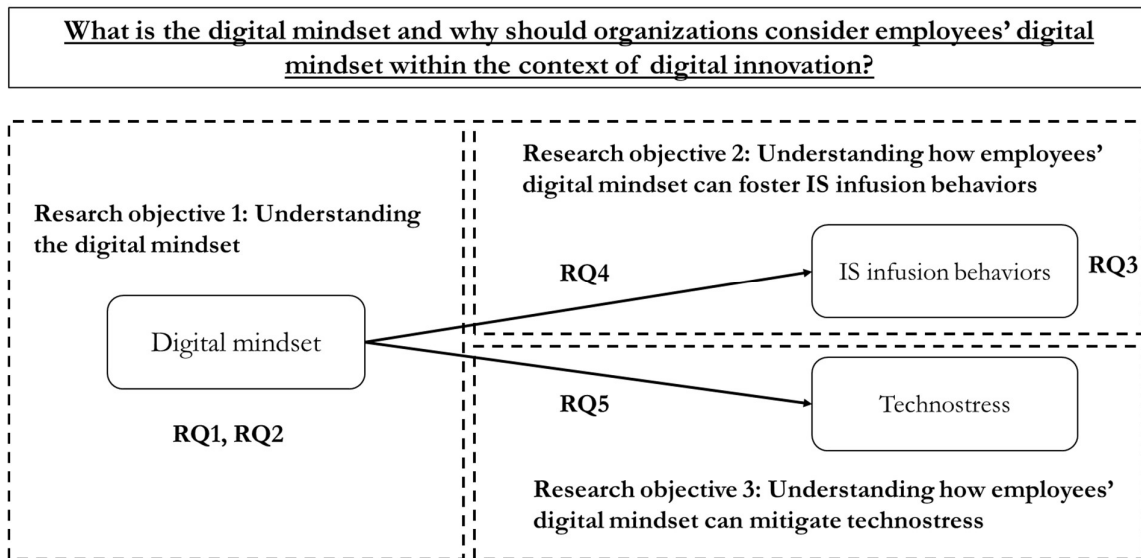 What is the digital mindset and why should organizations consider employees’ digital
mindset within the context of digital innovation?
Resarch objective 1: Understanding
the digital mindset
Digital mindset
RQ1, RQ2
Research objective 2: Understanding how employees’
digital mindset can foster IS infusion behaviors
RQ4
IS infusion behaviors
RQ3
RQ5
Technostress
Research objective 3: Understanding how employees’
digital mindset can mitigate technostress